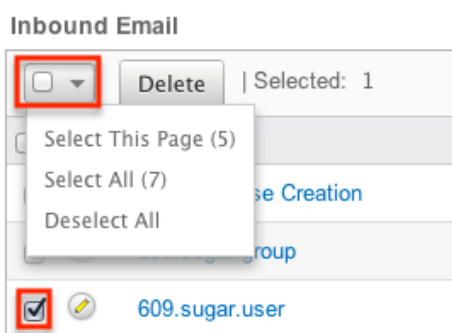 Inbound Email
Delete | Selected: 1
Select This Page (5)
Select All (7)
Deselect All
se Creation
group
609.sugar.user